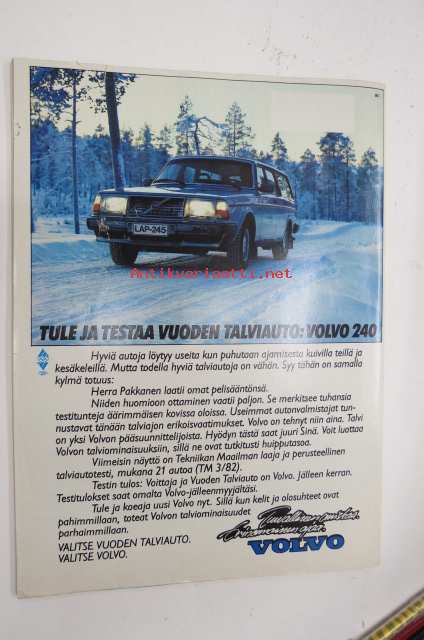 LAP-245
Antikvariaatti.net
TULE JA TESTAA VUODEN TALVIAUTO: VOLVO 240
Hyviä autoja löytyy useita kun puhutaan ajamisesta kuivilla teillä ja
kesäkeleillä. Mutta todella hyviä talviautoja on vähän. Syy tähän on samalla
kylmä totuus:
Herra Pakkanen laatii omat pelisääntönsä.
Niiden huomioon ottaminen vaatii paljon. Se merkitsee tuhansia
testitunteja äärimmäisen kovissa oloissa. Useimmat autonvalmistajat tun-
nustavat tänään talviajon erikoisvaatimukset. Volvo on tehnyt niin aina. Talvi
on yksi Volvon pääsuunnittelijoista. Hyödyn tästä saat juuri Sinä. Voit luottaa
Volvon talviominaisuuksiin, sillä ne ovat tutkitusti huipputasoa.
Viimeisin näyttö on Tekniikan Maailman laaja ja perusteellinen
talviautotesti, mukana 21 autoa (TM 3/82).
Testin tulos: Voittaja ja Vuoden Talviauto on Volvo. Jälleen kerran.
Testitulokset saat omalta Volvo-jälleenmyyjältäsi.
Tule ja koeaja uusi Volvo nyt. Sillä kun kelit ja olosuhteet ovat
pahimmillaan, toteat Volvon talviominaisuudet
parhaimmillaan.
VALITSE VUODEN TALVIAUTO.
VALITSE VOLVO.
VOLVO